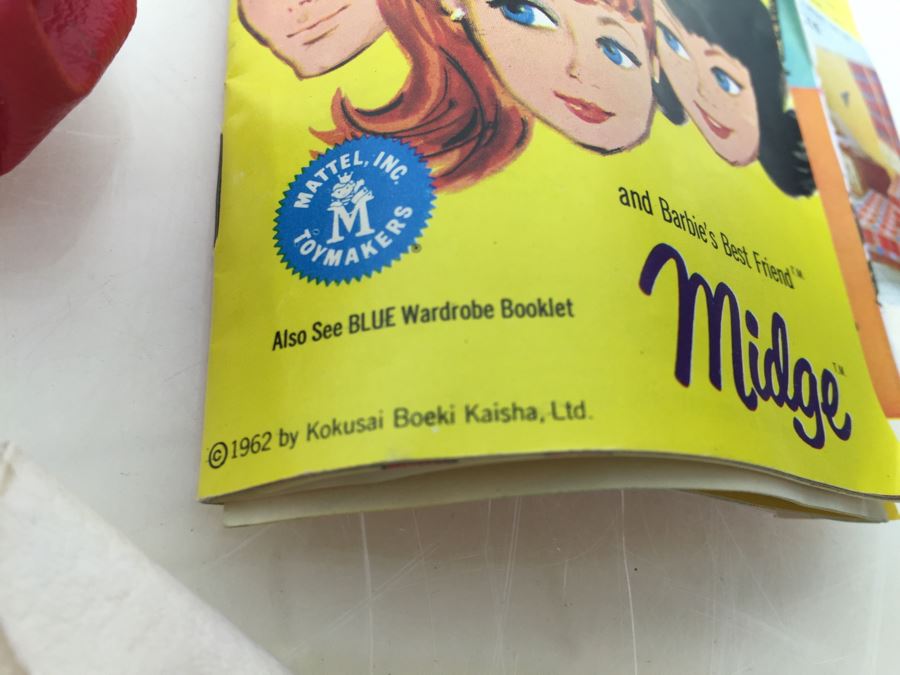 MATTEL, INC.
M
TOYMAKERS
®
and Barbie's Best Friend™
Midge™
Also See BLUE Wardrobe Booklet
©1962 by Kokusai Boeki Kaisha, Ltd.